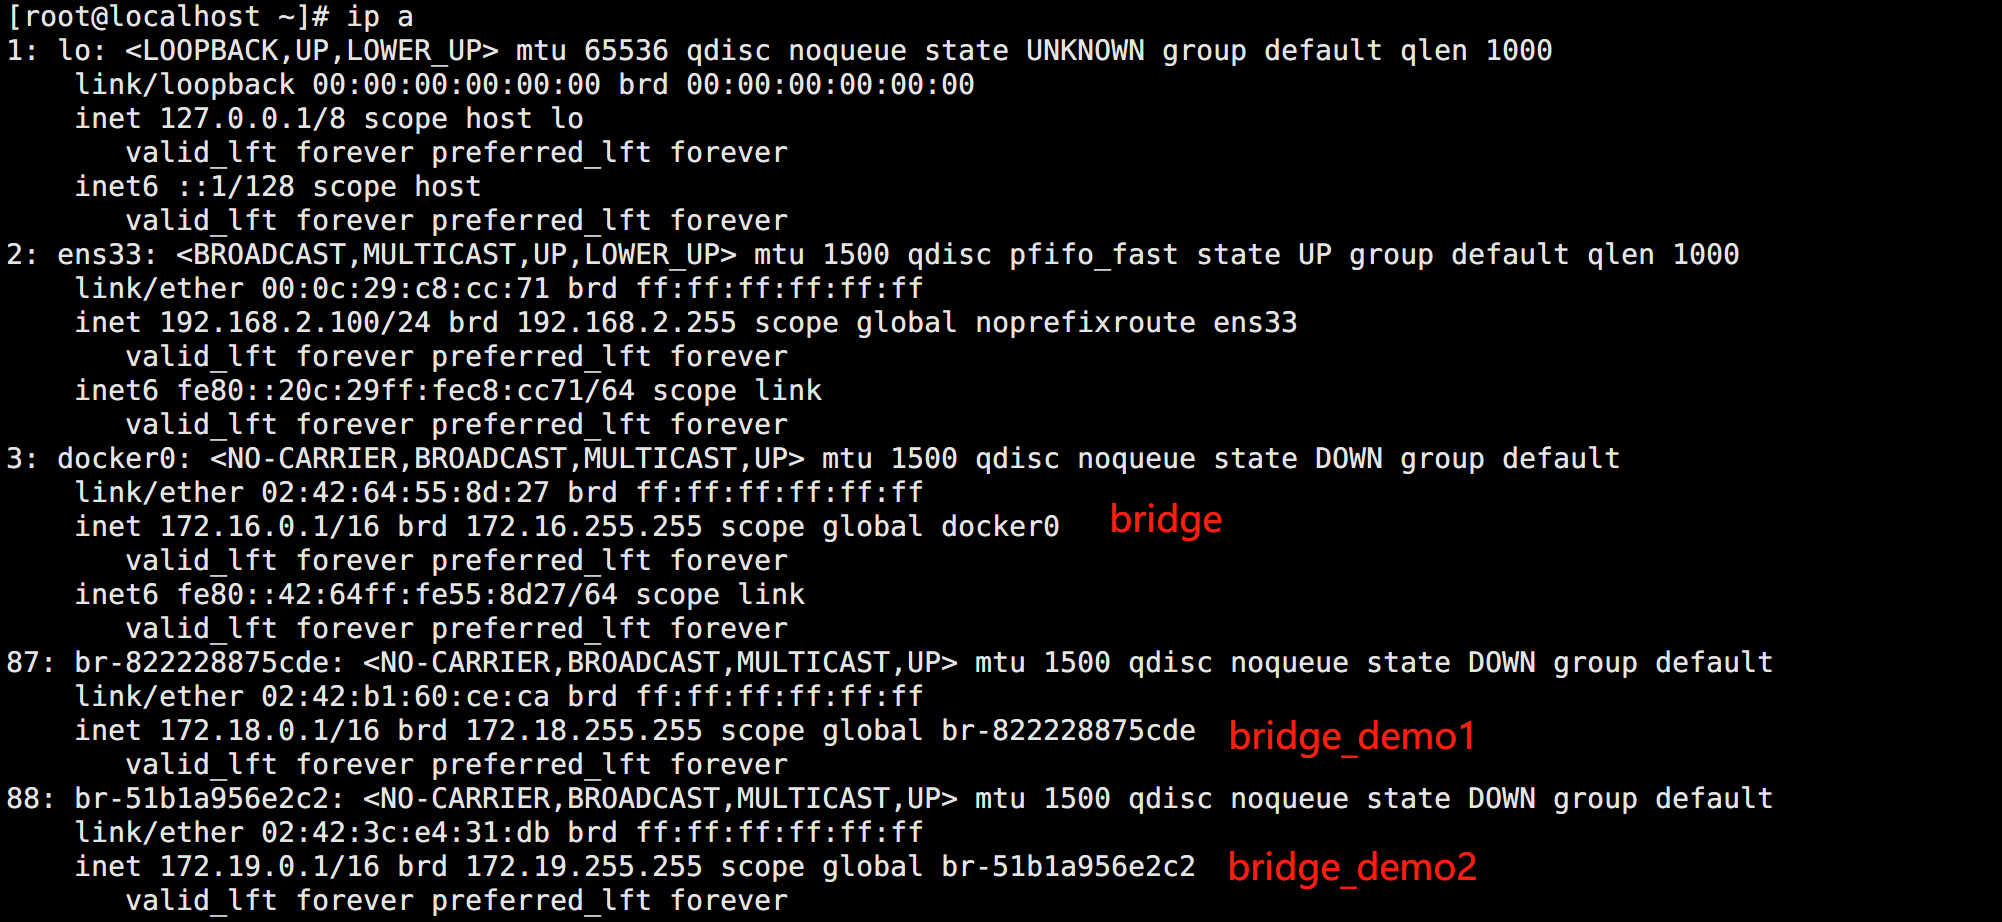 [root@localhost ~]# ip a
1: lo: <LOOPBACK,UP,LOWER_UP> mtu 65536 qdisc noqueue state UNKNOWN group default qlen 1000
link/loopback 00:00:00:00:00:00 brd 00:00:00:00:00:00
inet 127.0.0.1/8 scope host lo
valid_lft forever preferred_lft forever
inet6 ::1/128 scope host
valid_lft forever preferred_lft forever
2: ens33: <BROADCAST,MULTICAST,UP,LOWER_UP> mtu 1500 qdisc pfifo_fast state UP group default qlen 1000
link/ether 00:0c:29:c8:cc:71 brd ff:ff:ff:ff:ff:ff
inet 192.168.2.100/24 brd 192.168.2.255 scope global noprefixroute ens33
valid_lft forever preferred_lft forever
inet6 fe80::20c:29ff:fec8:cc71/64 scope link
valid_lft forever preferred_lft forever
3: docker0: <NO-CARRIER,BROADCAST,MULTICAST,UP> mtu 1500 qdisc noqueue state DOWN group default
link/ether 02:42:64:55:8d:27 brd ff:ff:ff:ff:ff:ff
inet 172.16.0.1/16 brd 172.16.255.255 scope global docker0 bridge
valid_lft forever preferred_lft forever
inet6 fe80::42:64ff:fe55:8d27/64 scope link
valid_lft forever preferred_lft forever
87: br-822228875cde: <NO-CARRIER,BROADCAST,MULTICAST,UP> mtu 1500 qdisc noqueue state DOWN group default
link/ether 02:42:b1:60:ce:ca brd ff:ff:ff:ff:ff:ff
inet 172.18.0.1/16 brd 172.18.255.255 scope global br-822228875cde bridge_demo1
valid_lft forever preferred_lft forever
88: br-51b1a956e2c2: <NO-CARRIER,BROADCAST,MULTICAST,UP> mtu 1500 qdisc noqueue state DOWN group default
link/ether 02:42:3c:e4:31:db brd ff:ff:ff:ff:ff:ff
inet 172.19.0.1/16 brd 172.19.255.255 scope global br-51b1a956e2c2 bridge_demo2
valid_lft forever preferred_lft forever